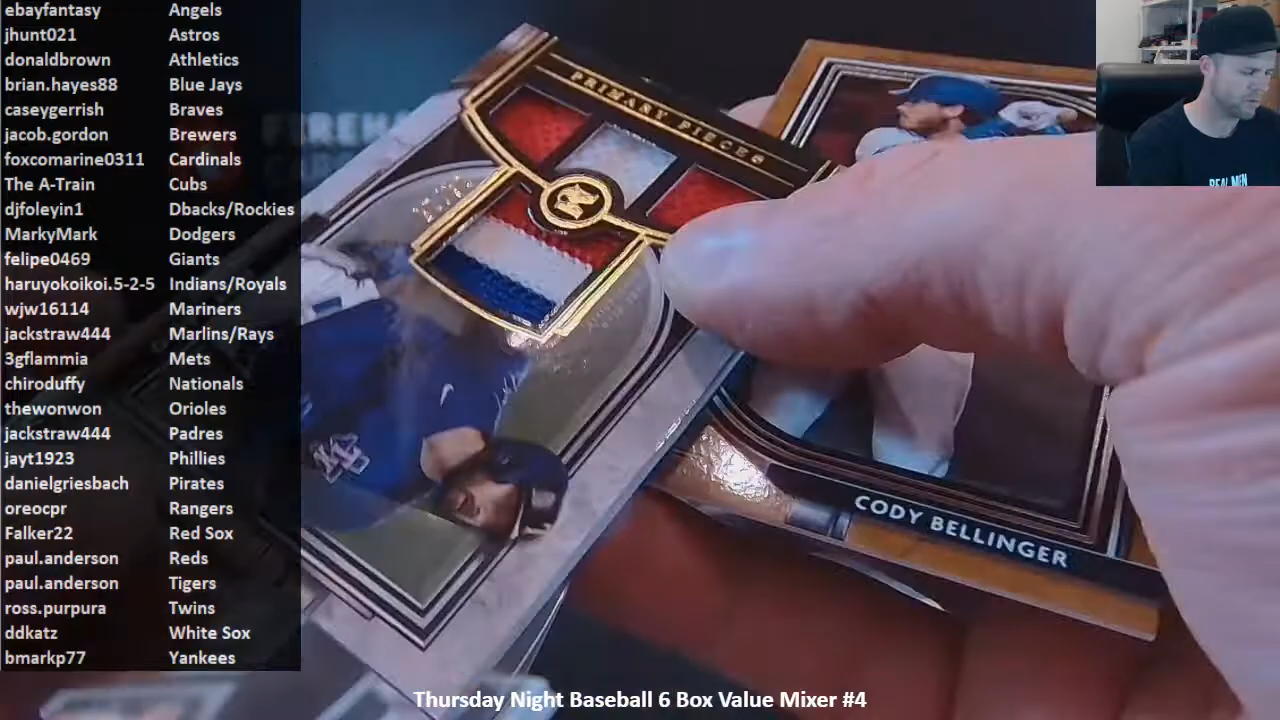 ebayfantasy Angels
jhunt021 Astros
donaldbrown Athletics
brian.hayes88 Blue Jays
caseygerrish Braves
jacob.gordon Brewers
foxcomarine0311 Cardinals
The A-Train Cubs
djfoleyin1 Dbacks/Rockies
MarkyMark Dodgers
felipe0469 Giants
haruyokoikoi.5-2-5 Indians/Royals
wjw16114 Mariners
jackstraw444 Marlins/Rays
3gflammia Mets
chiroduffy Nationals
thewonwon Orioles
jackstraw444 Padres
jayt1923 Phillies
danielgriesbach Pirates
oreocpr Rangers
Falker22 Red Sox
paul.anderson Reds
paul.anderson Tigers
ross.purpura Twins
ddkatz White Sox
bmarkp77 Yankees
PRIMARY PIECES
CODY BELLINGER
REAL MEN
Thursday Night Baseball 6 Box Value Mixer #4